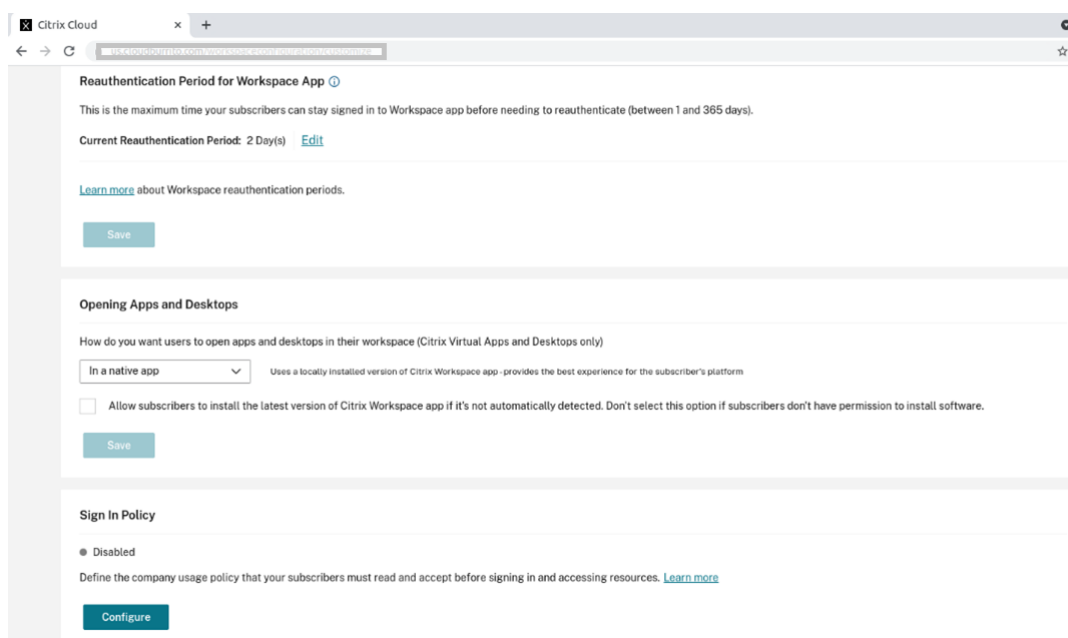 Citrix Cloud
us.cloudburrito.com/workspaceconfiguration/customize
Reauthentication Period for Workspace App
This is the maximum time your subscribers can stay signed in to Workspace app before needing to reauthenticate (between 1 and 365 days).
Current Reauthentication Period: 2 Day(s) Edit
Learn more about Workspace reauthentication periods.
Save
Opening Apps and Desktops
How do you want users to open apps and desktops in their workspace (Citrix Virtual Apps and Desktops only)
In a native app Uses a locally installed version of Citrix Workspace app - provides the best experience for the subscriber's platform
Allow subscribers to install the latest version of Citrix Workspace app if it's not automatically detected. Don't select this option if subscribers don't have permission to install software.
Save
Sign In Policy
Disabled
Define the company usage policy that your subscribers must read and accept before signing in and accessing resources. Learn more
Configure